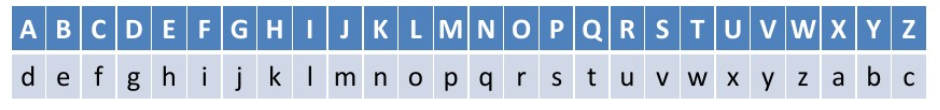 A B C D E F G H I J K L M N O P Q R S T U V W X Y Z
d e f g h i j k l m n o p q r s t u v w x y z a b c